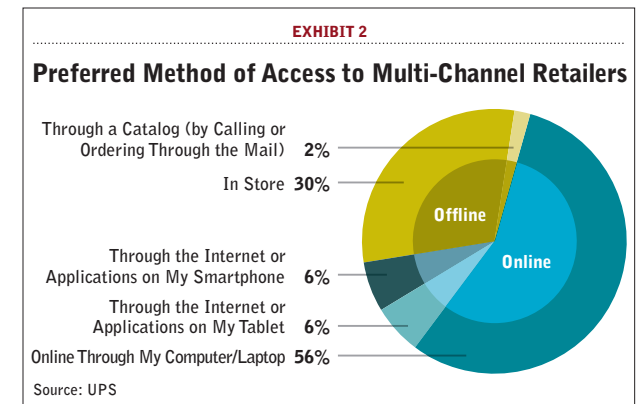 EXHIBIT 2
Preferred Method of Access to Multi-Channel Retailers
Through a Catalog (by Calling or
Ordering Through the Mail) 2%
In Store 30%
Offline
Online
Through the Internet or
Applications on My Smartphone 6%
Through the Internet or
Applications on My Tablet 6%
Online Through My Computer/Laptop 56%
Source: UPS